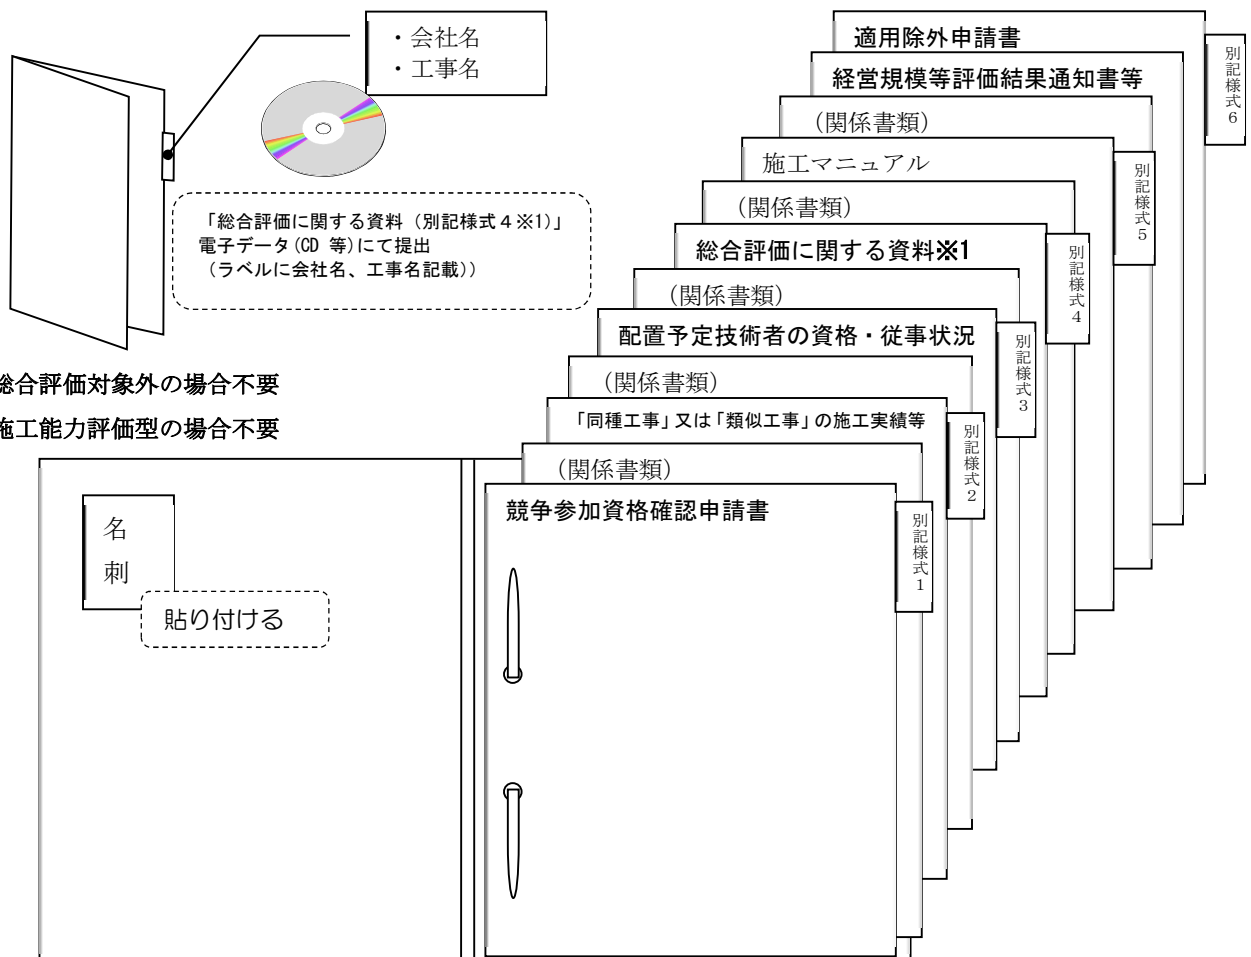 ・会社名
・工事名
「総合評価に関する資料（別記様式４※1）」
電子データ(CD 等)にて提出
（ラベルに会社名、工事名記載））
総合評価対象外の場合不要
施工能力評価型の場合不要
適用除外申請書
別記様式６
経営規模等評価結果通知書等
（関係書類）
施工マニュアル
別記様式５
（関係書類）
総合評価に関する資料※1
別記様式４
（関係書類）
配置予定技術者の資格・従事状況
別記様式３
（関係書類）
「同種工事」又は「類似工事」の施工実績等
別記様式２
（関係書類）
競争参加資格確認申請書
別記様式１
名
刺
貼り付ける